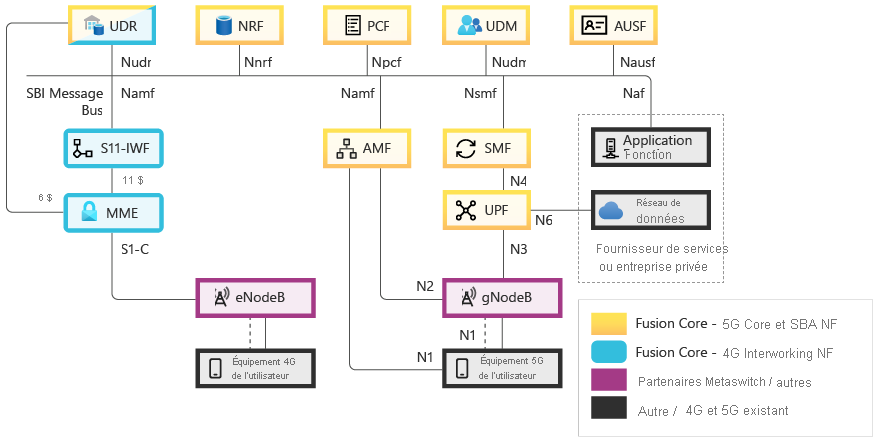 UDR
NRF
PCF
UDM
AUSF
Nudr
Nnrf
Npcf
Nudm
Nausf
SBI Message
Bus
Namf
Namf
Nsmf
Naf
S11-IWF
AMF
SMF
Application
Fonction
11 $
N4
6 $
MME
UPF
N6
Réseau de
données
S1-C
N3
Fournisseur de services
ou entreprise privée
eNodeB
N2
gNodeB
N1
N1
Équipement 4G
de l'utilisateur
Équipement 5G
de l'utilisateur
Fusion Core - 5G Core et SBA NF
Fusion Core - 4G Interworking NF
Partenaires Metaswitch / autres
Autre / 4G et 5G existant